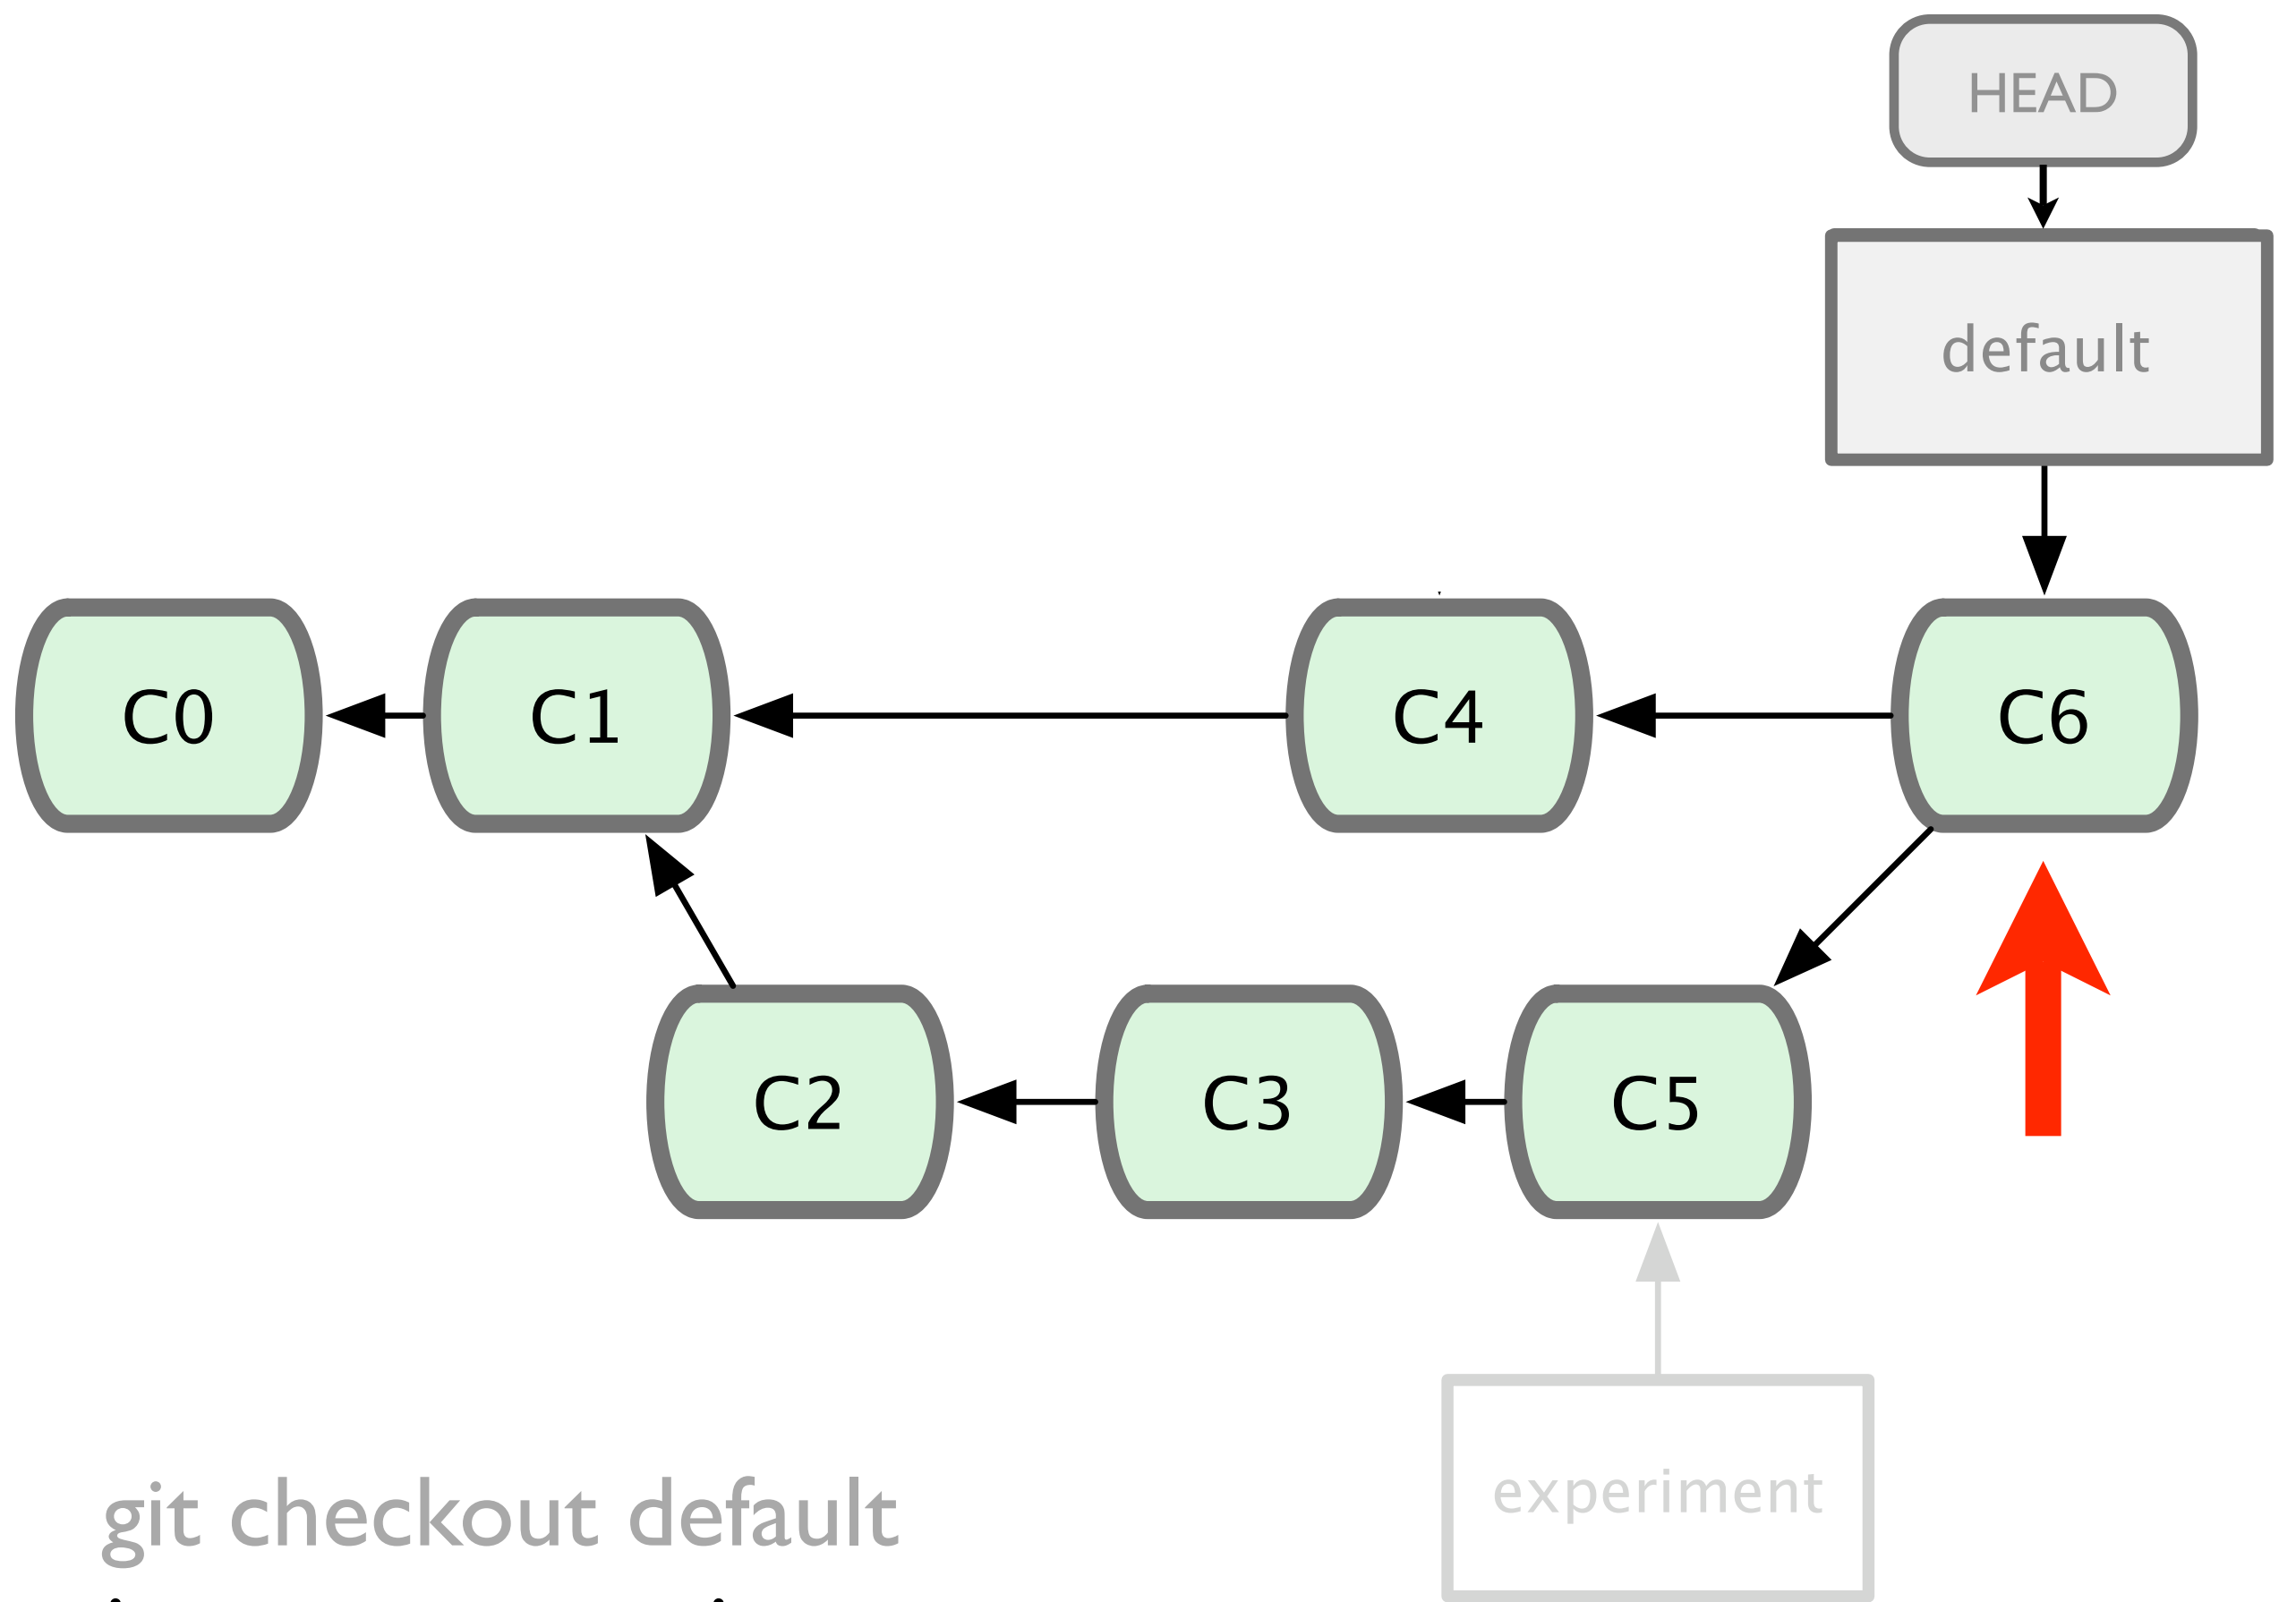 HEAD
default
C0 C1 C4 C6
C2 C3 C5
experiment
git checkout default